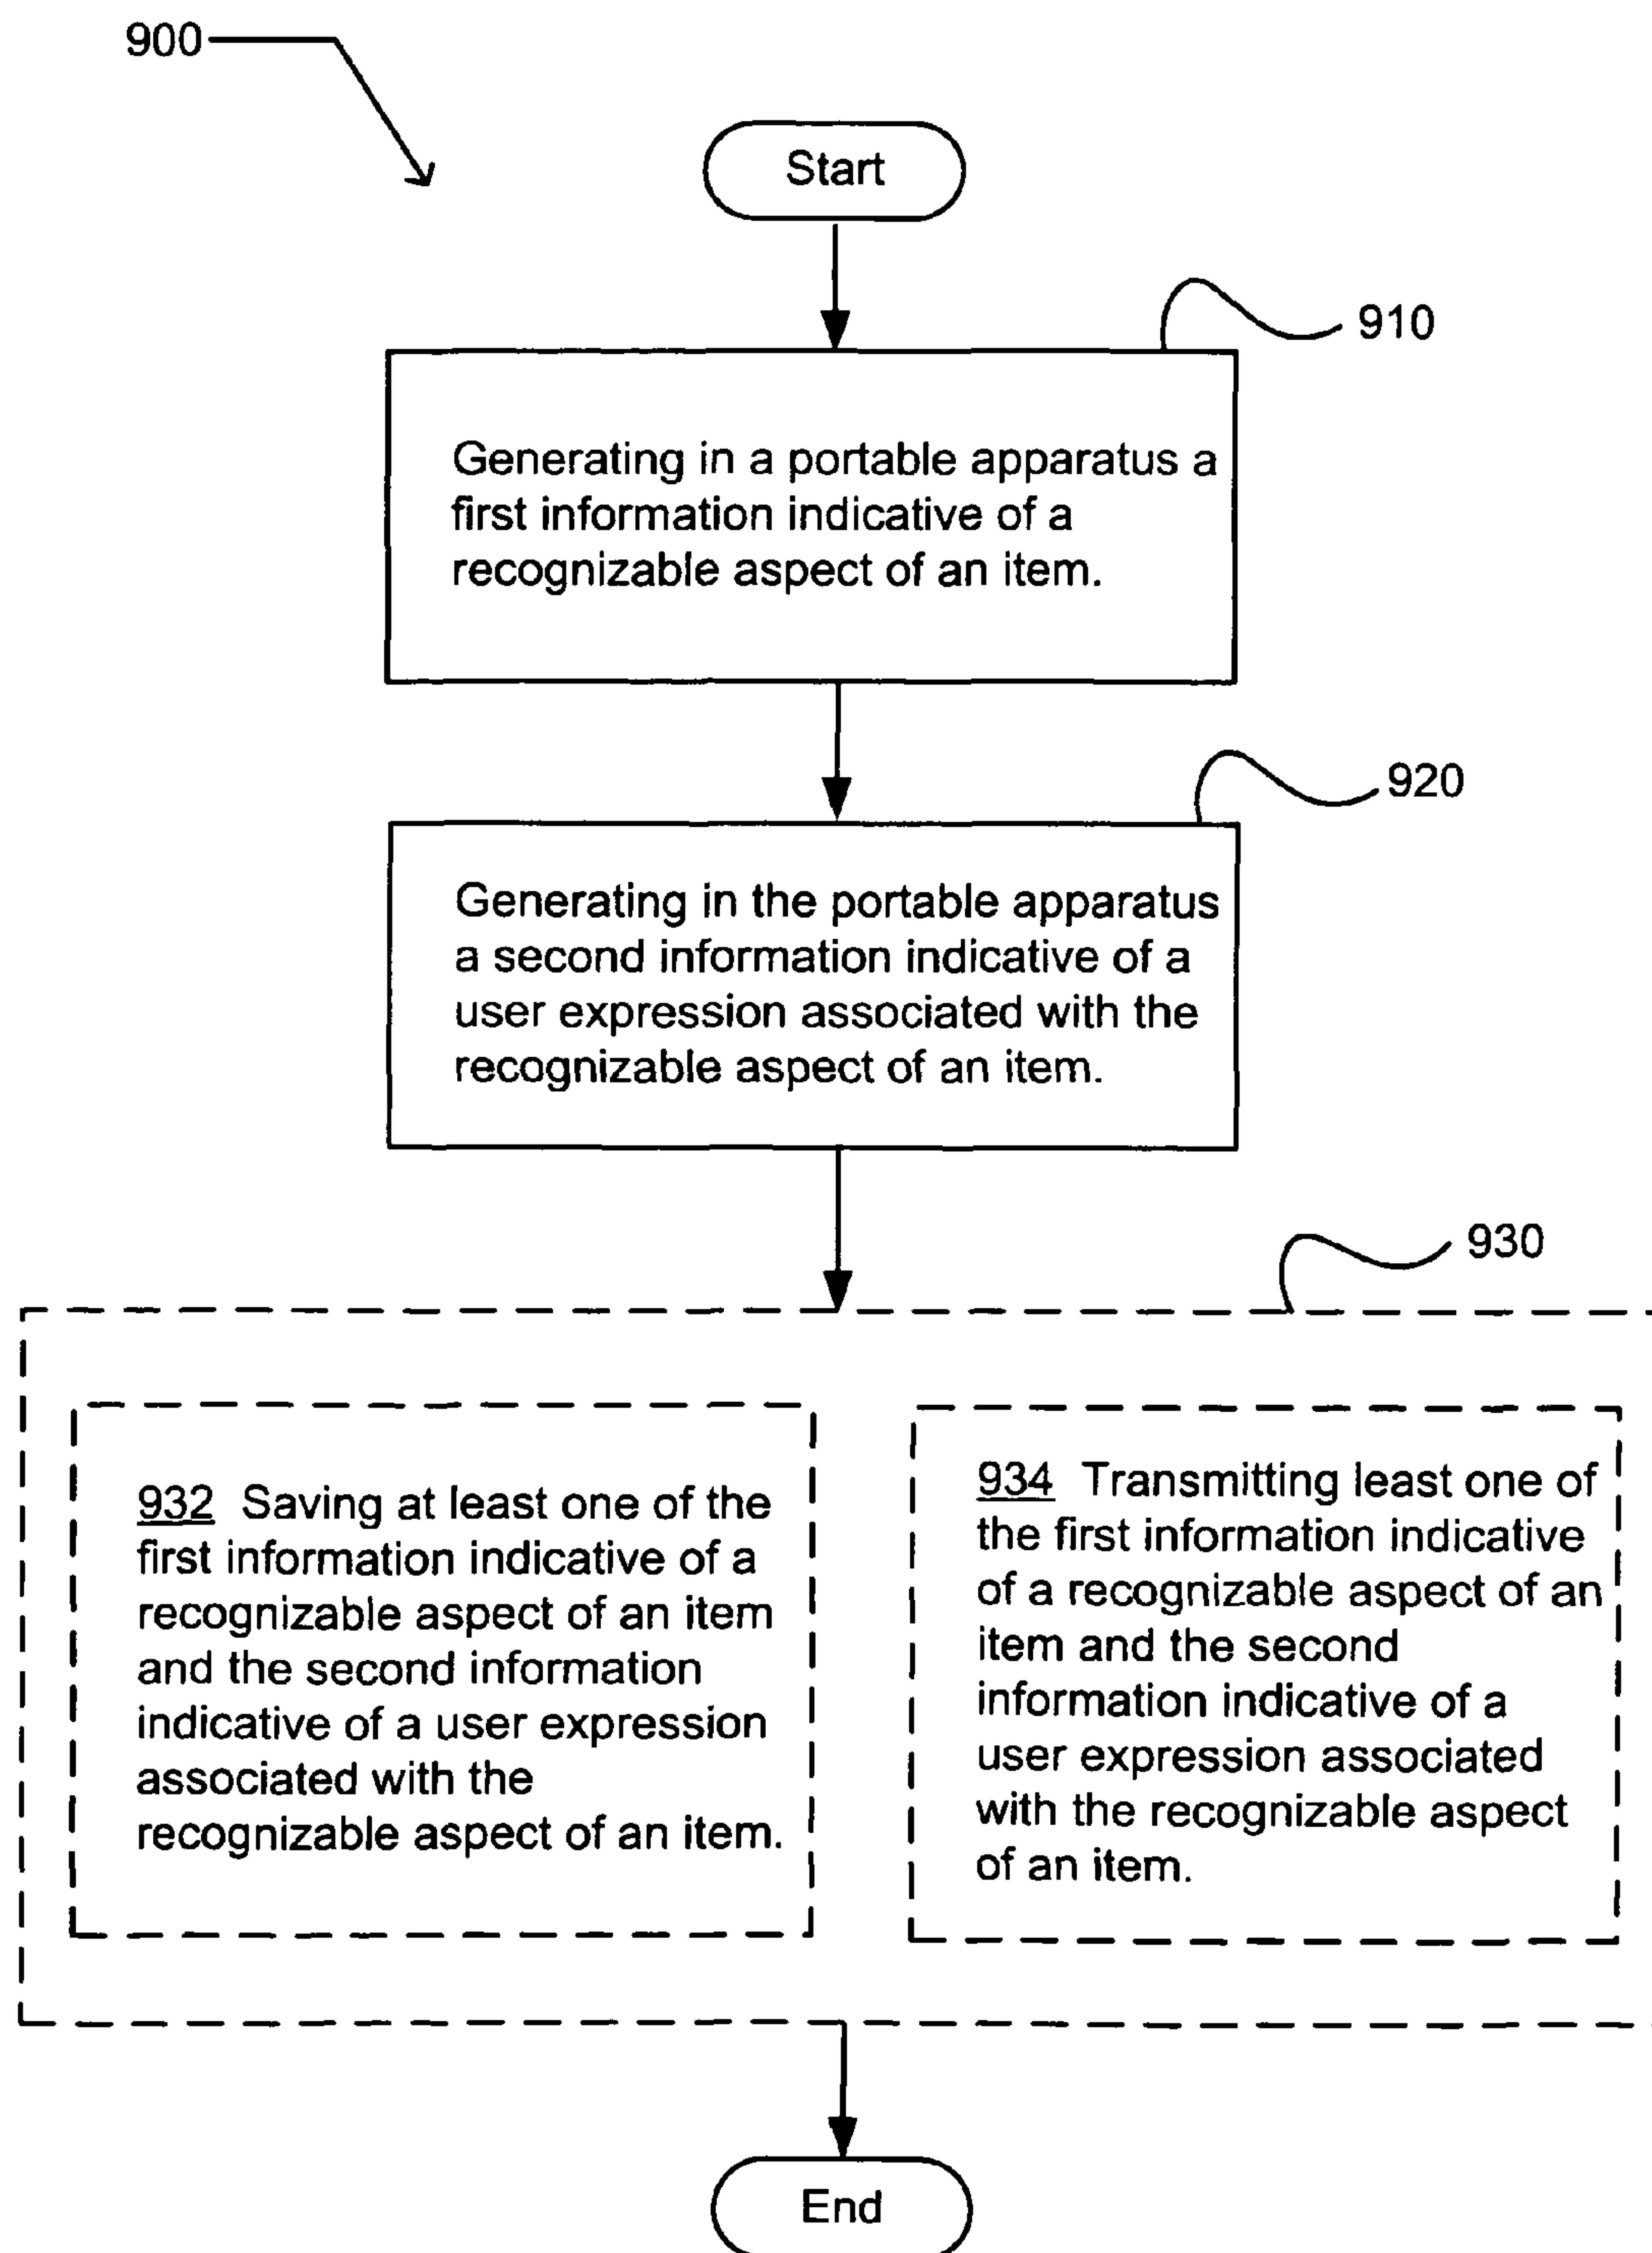 900
Start
910
Generating in a portable apparatus a
first information indicative of a
recognizable aspect of an item.
920
Generating in the portable apparatus
a second information indicative of a
user expression associated with the
recognizable aspect of an item.
930
932 Saving at least one of the
first information indicative of a
recognizable aspect of an item
and the second information
indicative of a user expression
associated with the
recognizable aspect of an item.
934 Transmitting least one of
the first information indicative
of a recognizable aspect of an
item and the second
information indicative of a
user expression associated
with the recognizable aspect
of an item.
End